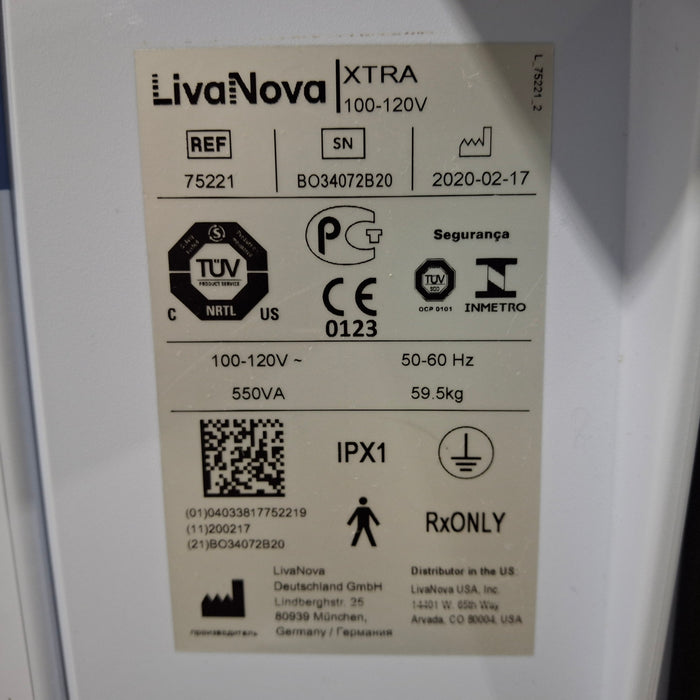 L_75221_2
LivaNova XTRA
100-120V
REF SN
75221 BO34072B20 2020-02-17
TÜV
PRODUCT SERVICE
C NRTL US
Segurança
TÜV
OCP 0101 INMETRO
CE
0123
100-120V ~ 50-60 Hz
550VA 59.5kg
IPX1
(01)04033817752219
(11)200217
(21)BO34072B20
RxONLY
LivaNova
Deutschland GmbH
Lindberghstr. 25
80939 München,
Germany / Германия
производитель
Distributor in the US:
LivaNova USA, Inc.
14401 W. 65th Way
Arvada, CO 80004, USA